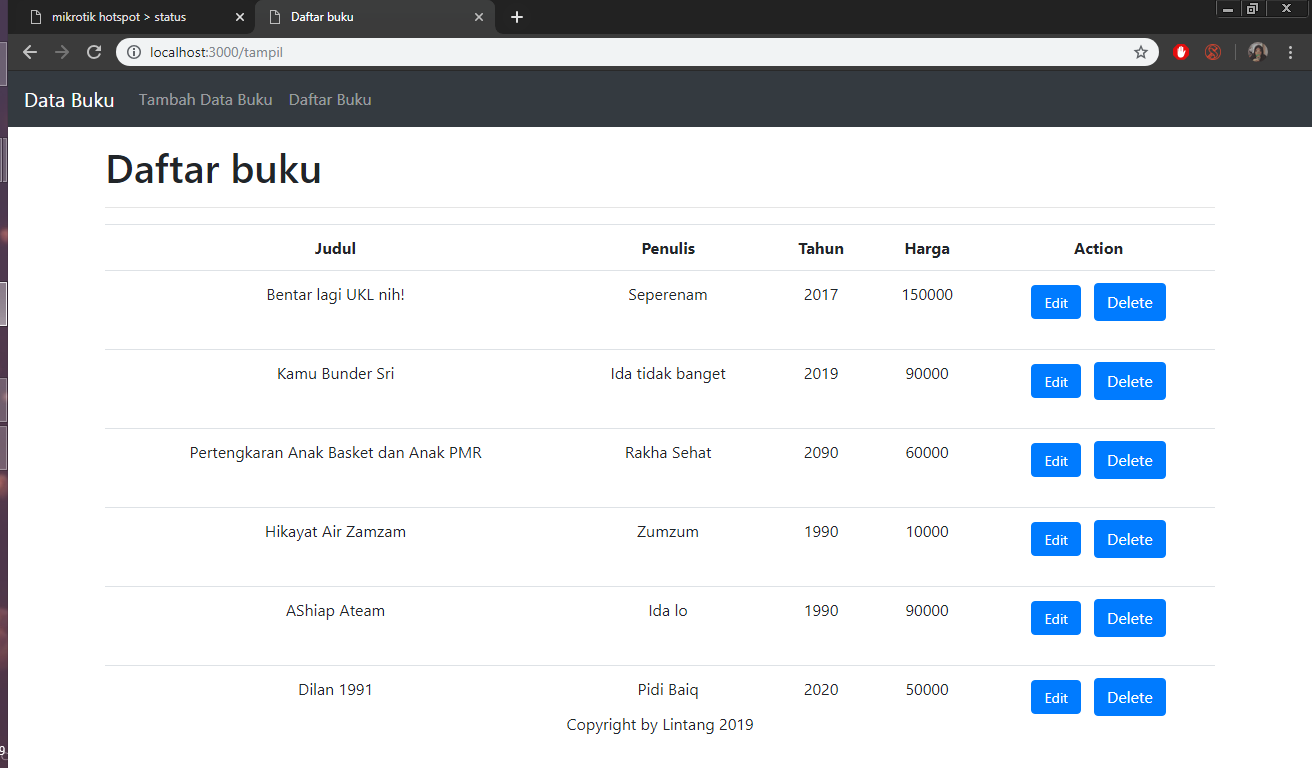 mikrotik hotspot > status
Daftar buku
localhost:3000/tampil
Data Buku Tambah Data Buku Daftar Buku
Daftar buku
Judul Penulis Tahun Harga Action
Bentar lagi UKL nih! Seperenam 2017 150000 Edit Delete
Kamu Bunder Sri Ida tidak banget 2019 90000 Edit Delete
Pertengkaran Anak Basket dan Anak PMR Rakha Sehat 2090 60000 Edit Delete
Hikayat Air Zamzam Zumzum 1990 10000 Edit Delete
AShiap Ateam Ida lo 1990 90000 Edit Delete
Dilan 1991 Pidi Baiq 2020 50000 Edit Delete
Copyright by Lintang 2019